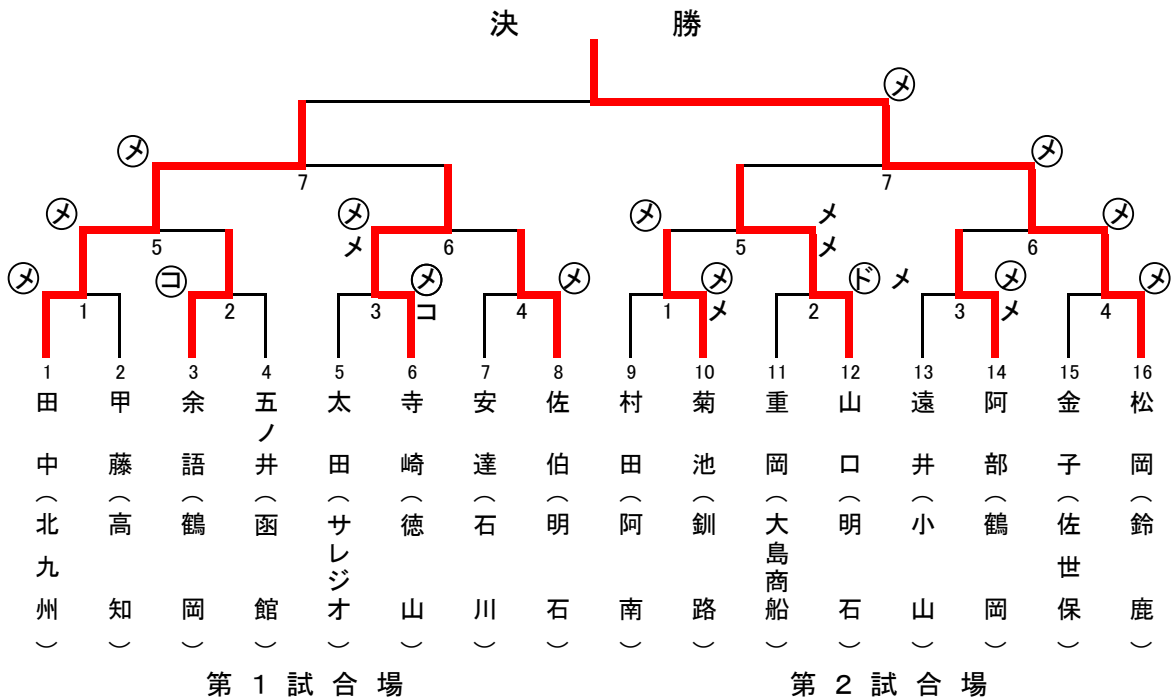 決 勝
㋱
㋱ ㋱
7 7
㋱ ㋱ ㋱ メ ㋱
メ メ
5 6 5 6
㋱ ㋙ ㋱ ㋱ ㋱ ㋣ メ ㋱ ㋱
コ メ メ
1 2 3 4 1 2 3 4
1 2 3 4 5 6 7 8 9 10 11 12 13 14 15 16
田中（北九州）
甲藤（高知）
余語（鶴岡）
五ノ井（函館）
太田（サレジオ）
寺崎（徳山）
安達（石川）
佐伯（明石）
村田（阿南）
菊池（釧路）
重岡（大島商船）
山口（明石）
遠井（小山）
阿部（鶴岡）
金子（佐世保）
松岡（鈴鹿）
第１試合場 第２試合場